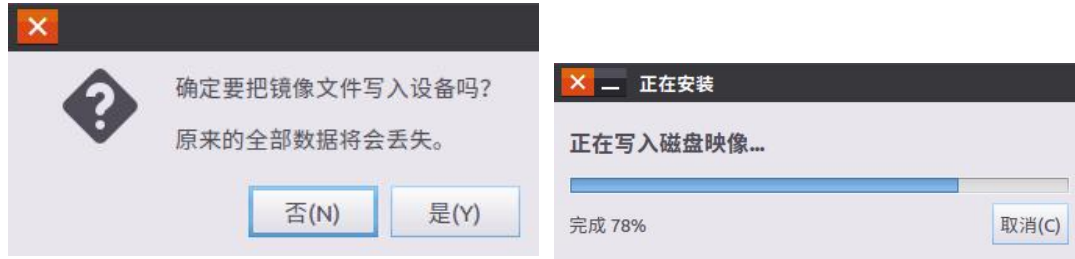 确定要把镜像文件写入设备吗?
原来的全部数据将会丢失。
否(N)
是(Y)
正在安装
正在写入磁盘映像...
完成 78%
取消(C)